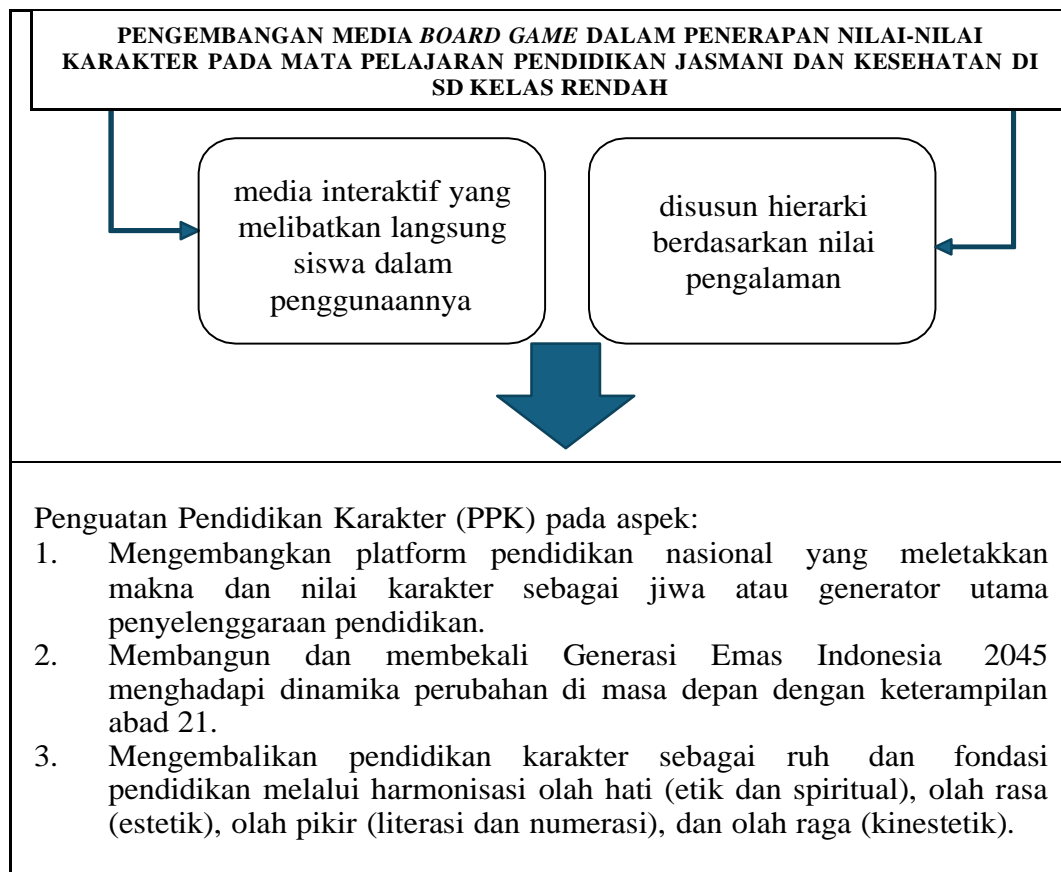 PENGEMBANGAN MEDIA BOARD GAME DALAM PENERAPAN NILAI-NILAI
KARAKTER PADA MATA PELAJARAN PENDIDIKAN JASMANI DAN KESEHATAN DI
SD KELAS RENDAH
media interaktif yang
melibatkan langsung
siswa dalam
penggunaannya
disusun hierarki
berdasarkan nilai
pengalaman
Penguatan Pendidikan Karakter (PPK) pada aspek:
1. Mengembangkan platform pendidikan nasional yang meletakkan
makna dan nilai karakter sebagai jiwa atau generator utama
penyelenggaraan pendidikan.
2. Membangun dan membekali Generasi Emas Indonesia 2045
menghadapi dinamika perubahan di masa depan dengan keterampilan
abad 21.
3. Mengembalikan pendidikan karakter sebagai ruh dan fondasi
pendidikan melalui harmonisasi olah hati (etik dan spiritual), olah rasa
(estetik), olah pikir (literasi dan numerasi), dan olah raga (kinestetik).